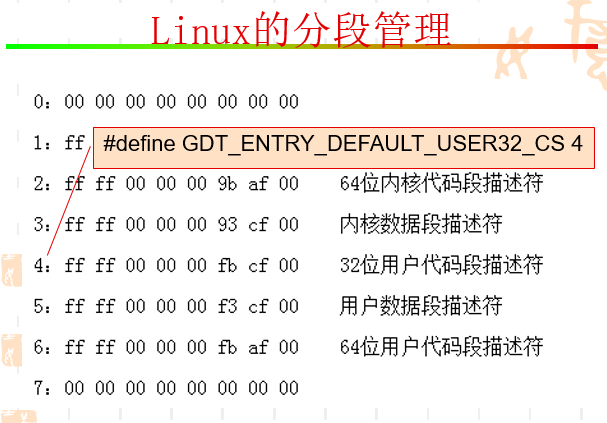 Linux的分段管理
0: 00 00 00 00 00 00 00 00
1: ff
#define GDT_ENTRY_DEFAULT_USER32_CS 4
2: ff ff 00 00 00 9b af 00 64位内核代码段描述符
3: ff ff 00 00 00 93 cf 00 内核数据段描述符
4: ff ff 00 00 00 fb cf 00 32位用户代码段描述符
5: ff ff 00 00 00 f3 cf 00 用户数据段描述符
6: ff ff 00 00 00 fb af 00 64位用户代码段描述符
7: 00 00 00 00 00 00 00 00